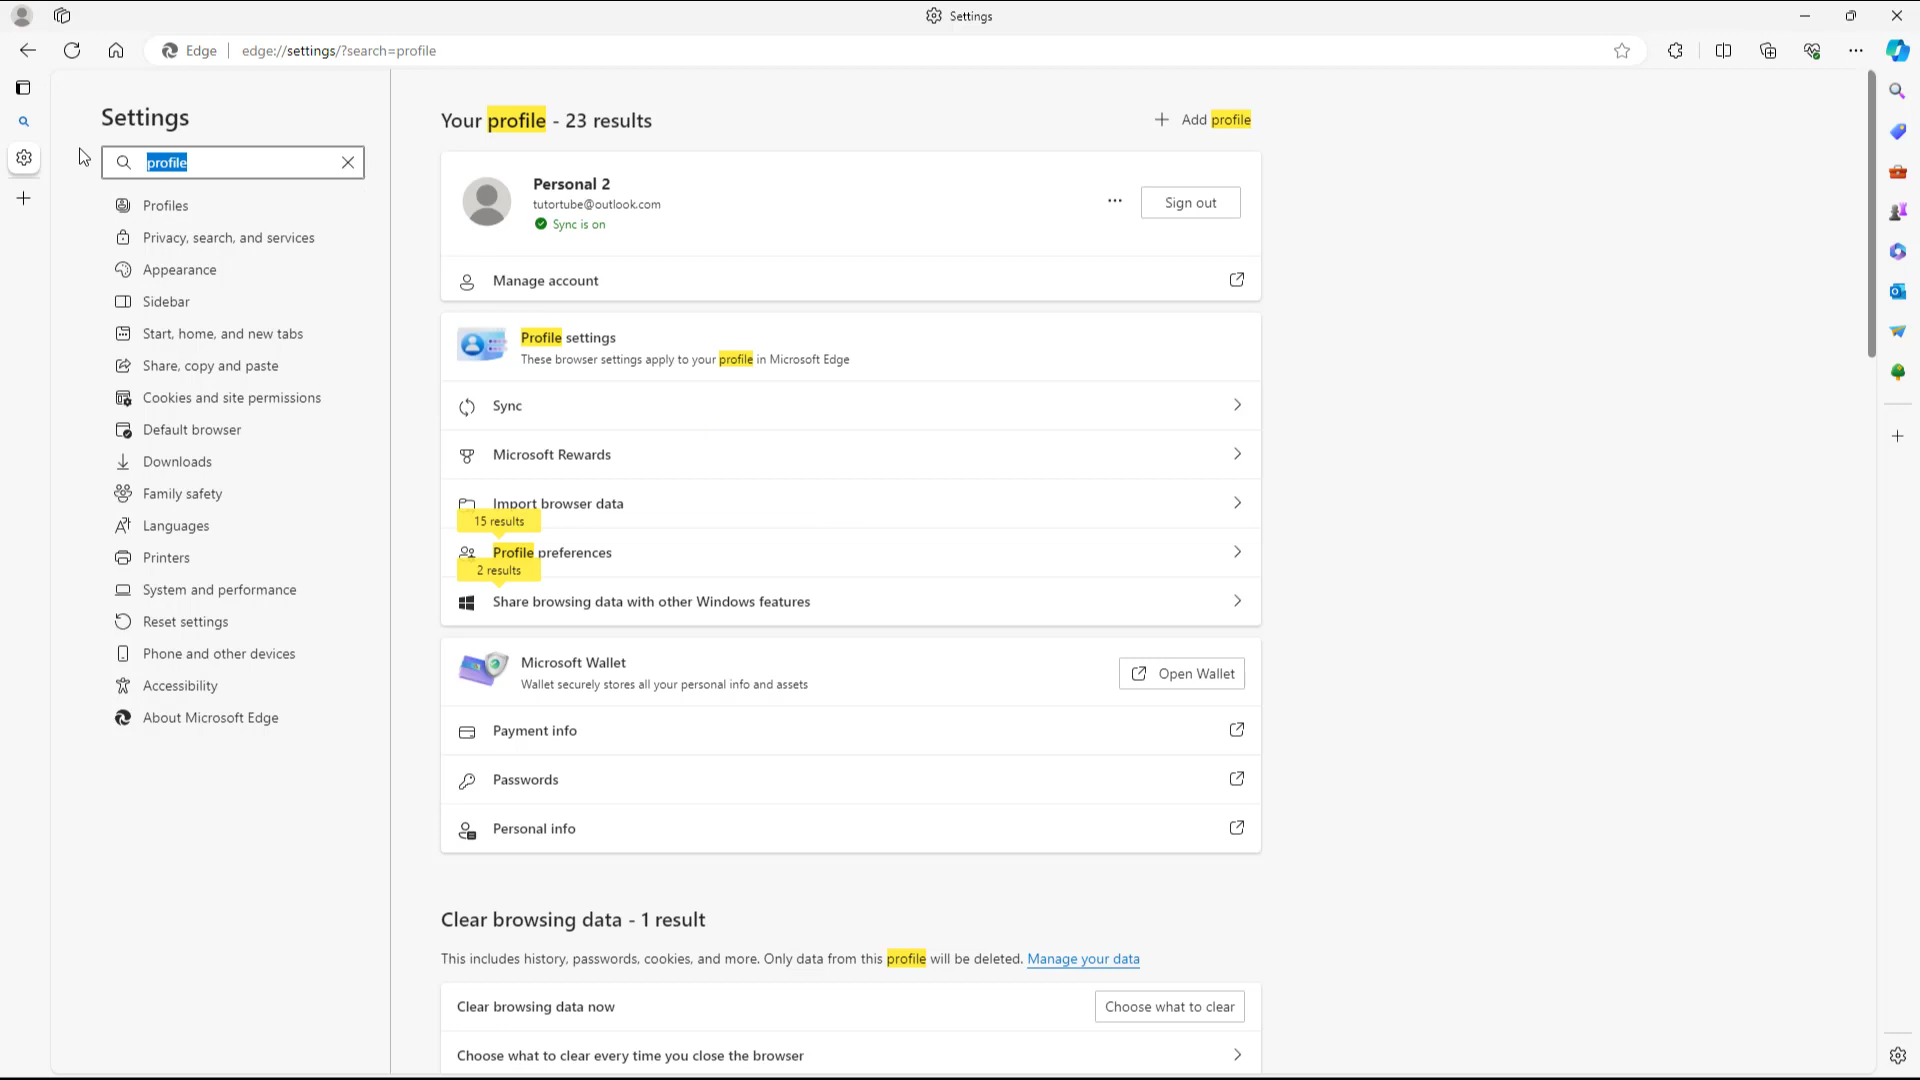 Settings
Edge
edge://settings/?search=profile
Settings
profile
Profiles
Privacy, search, and services
Appearance
Sidebar
Start, home, and new tabs
Share, copy and paste
Cookies and site permissions
Default browser
Downloads
Family safety
Languages
Printers
System and performance
Reset settings
Phone and other devices
Accessibility
About Microsoft Edge
Your profile - 23 results
Add profile
Personal 2
tutortube@outlook.com
Sync is on
Sign out
Manage account
Profile settings
These browser settings apply to your profile in Microsoft Edge
Sync
Microsoft Rewards
Import browser data
15 results
Profile preferences
2 results
Share browsing data with other Windows features
Microsoft Wallet
Wallet securely stores all your personal info and assets
Open Wallet
Payment info
Passwords
Personal info
Clear browsing data - 1 result
This includes history, passwords, cookies, and more. Only data from this profile will be deleted. Manage your data
Clear browsing data now
Choose what to clear
Choose what to clear every time you close the browser